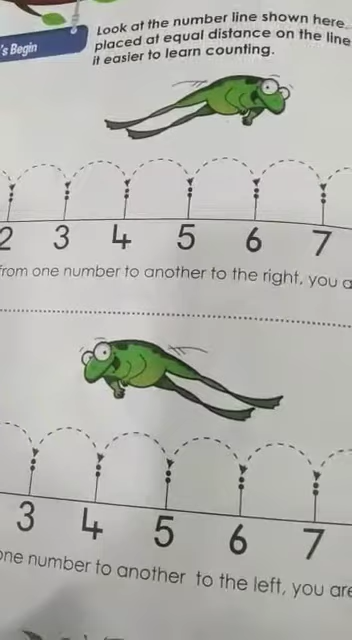 's Begin
Look at the number line shown here.
placed at equal distance on the line
it easier to learn counting.
2 3 4 5 6 7
from one number to another to the right, you a
3 4 5 6 7
one number to another to the left, you are